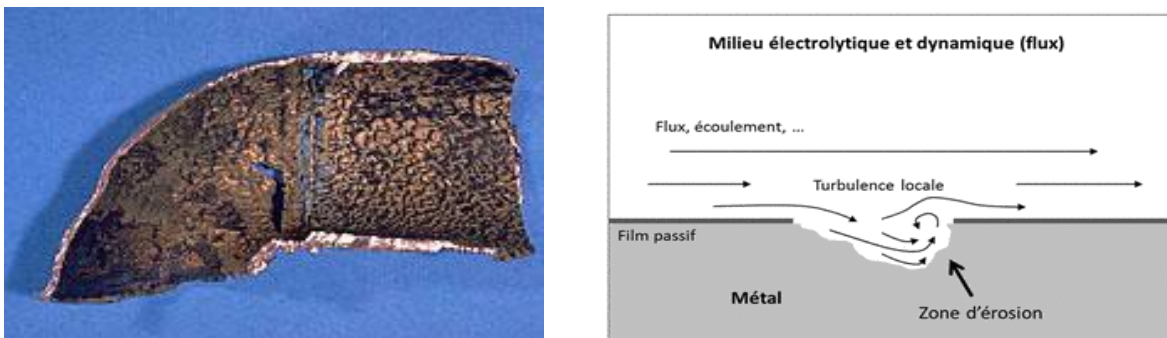 Milieu électrolytique et dynamique (flux)
Flux, écoulement, ...
Turbulence locale
Film passif
Métal
Zone d'érosion